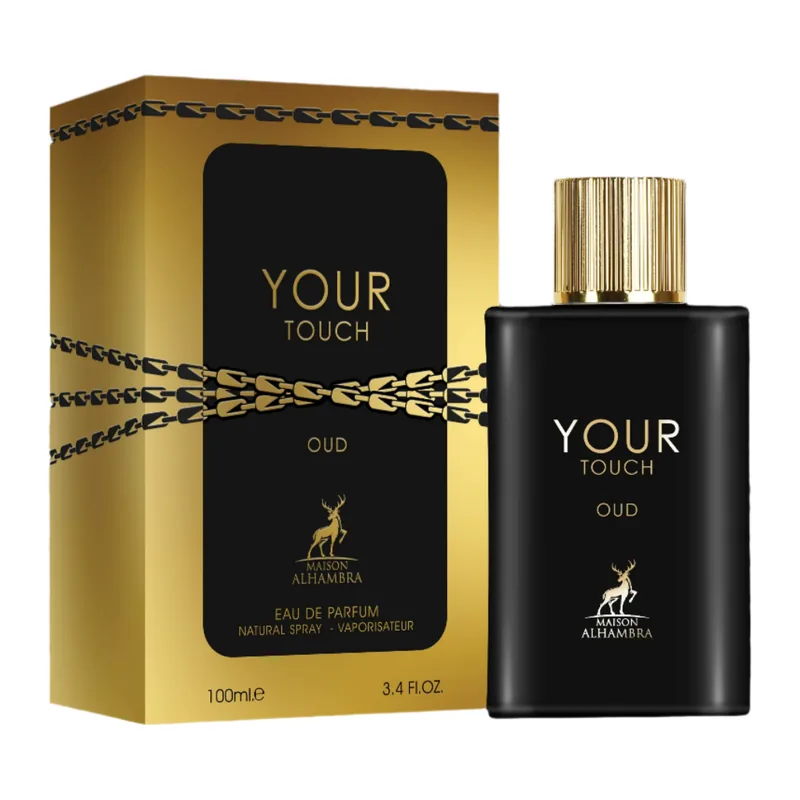 YOUR
TOUCH
OUD
MAISON
ALHAMBRA
EAU DE PARFUM
NATURAL SPRAY - VAPORISATEUR
100ml.e
3.4 Fl.OZ.
YOUR
TOUCH
OUD
MAISON
ALHAMBRA